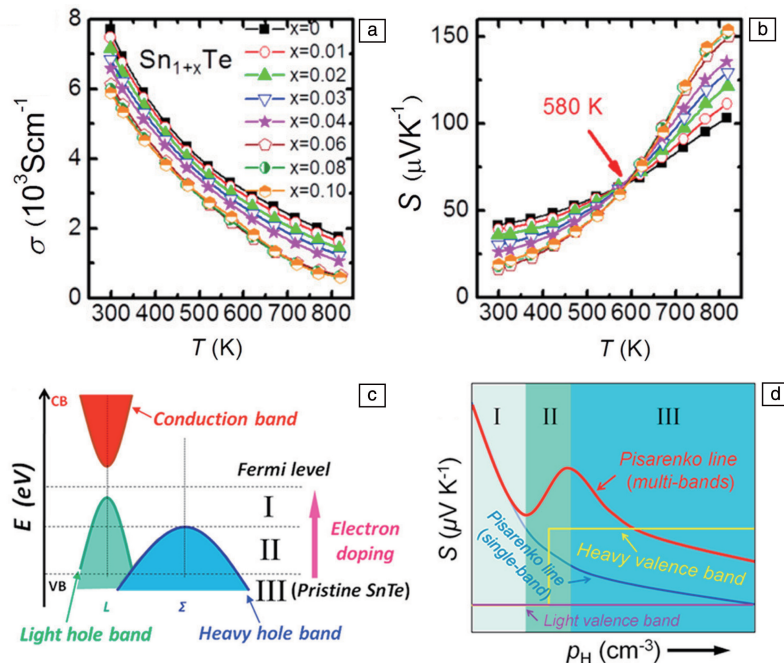 a
Sn1+xTe
x=0
x=0.01
x=0.02
x=0.03
x=0.04
x=0.06
x=0.08
x=0.10
8
6
4
2
0
σ (10³Scm⁻¹)
300 400 500 600 700 800
T (K)
b
580 K
150
100
50
0
S (μVK⁻¹)
300 400 500 600 700 800
T (K)
c
CB
Conduction band
E (eV)
Fermi level
I
Electron
doping
II
VB
III (Pristine SnTe)
L
Σ
Light hole band
Heavy hole band
d
I
II
III
Pisarenko line
(multi-bands)
Pisarenko line
(single-band)
Heavy valence band
Light valence band
S (μV K⁻¹)
pH (cm⁻³)